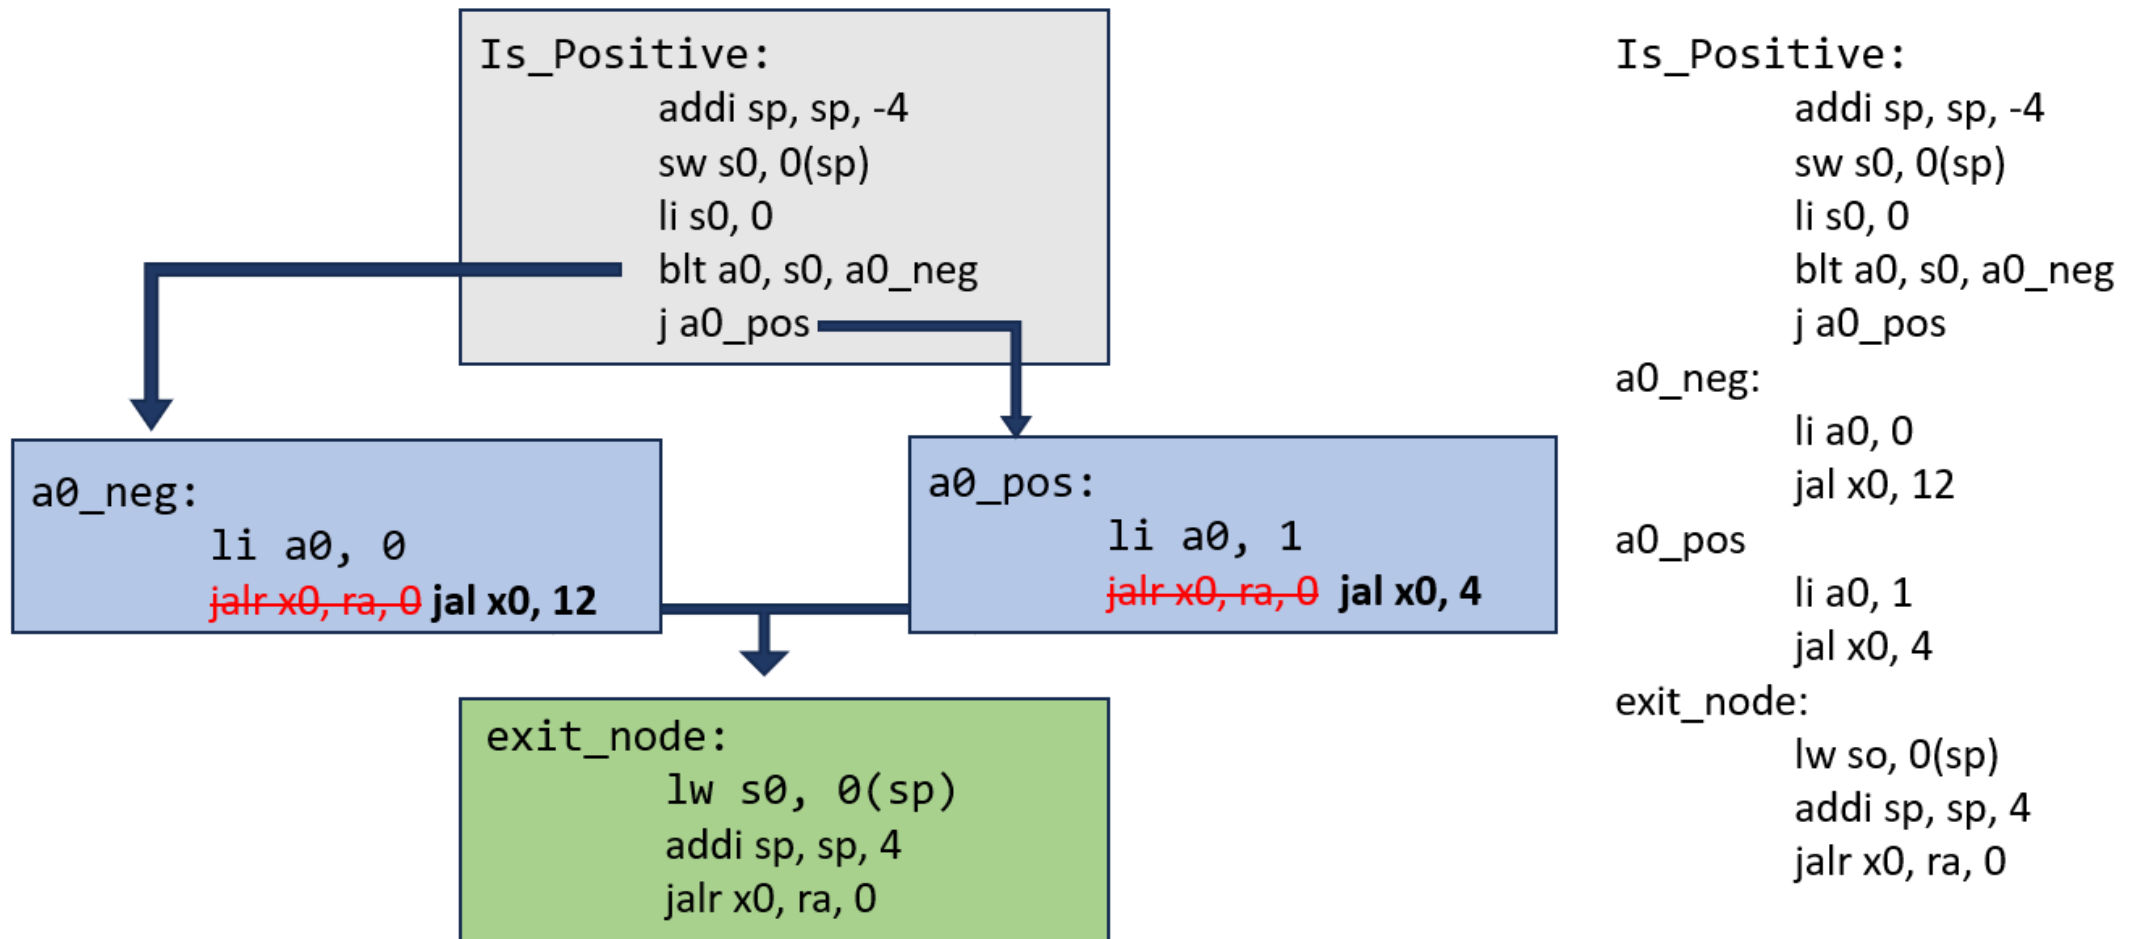 Is_Positive:
addi sp, sp, -4
sw s0, 0(sp)
li s0, 0
blt a0, s0, a0_neg
j a0_pos
a0_neg:
li a0, 0
jalr x0, ra, 0 jal x0, 12
a0_pos:
li a0, 1
jalr x0, ra, 0 jal x0, 4
exit_node:
lw s0, 0(sp)
addi sp, sp, 4
jalr x0, ra, 0
Is_Positive:
addi sp, sp, -4
sw s0, 0(sp)
li s0, 0
blt a0, s0, a0_neg
j a0_pos
a0_neg:
li a0, 0
jal x0, 12
a0_pos
li a0, 1
jal x0, 4
exit_node:
lw so, 0(sp)
addi sp, sp, 4
jalr x0, ra, 0